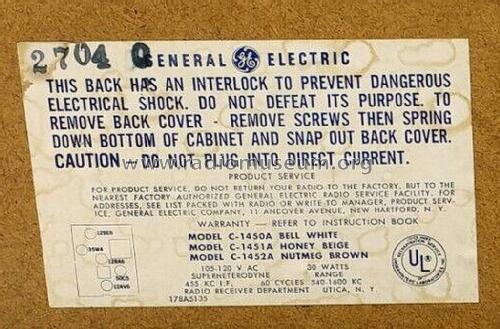 2704 C
GENERAL GE ELECTRIC
THIS BACK HAS AN INTERLOCK TO PREVENT DANGEROUS
ELECTRICAL SHOCK. DO NOT DEFEAT ITS PURPOSE. TO
REMOVE BACK COVER - REMOVE SCREWS THEN SPRING
DOWN BOTTOM OF CABINET AND SNAP OUT BACK COVER.
CAUTION—DO NOT PLUG INTO DIRECT CURRENT.
www.radiomuseum.org
PRODUCT SERVICE
FOR PRODUCT SERVICE, DO NOT RETURN YOUR RADIO TO THE FACTORY, BUT TO THE
NEAREST FACTORY AUTHORIZED GENERAL ELECTRIC RADIO SERVICE FACILITY. FOR
ADDRESSES, SEE LIST PACKED WITH RADIO OR WRITE TO MANAGER, PRODUCT
SERVICE, GENERAL ELECTRIC COMPANY, 11 ANCOVER AVENUE, NEW HARTFORD, N. Y.
WARRANTY — REFER TO INSTRUCTION BOOK
MODEL C-1450A BELL WHITE
MODEL C-1451A HONEY BEIGE
MODEL C-1452A NUTMEG BROWN
105-120 V AC 30 WATTS
SUPERHETERODYNE RANGE
455 KC I.F. 60 CYCLES 540-1600 KC
RADIO RECEIVER DEPARTMENT UTICA, N. Y.
178A5135
12BE6
35W4
12BA6
50C5
12AV6
UL